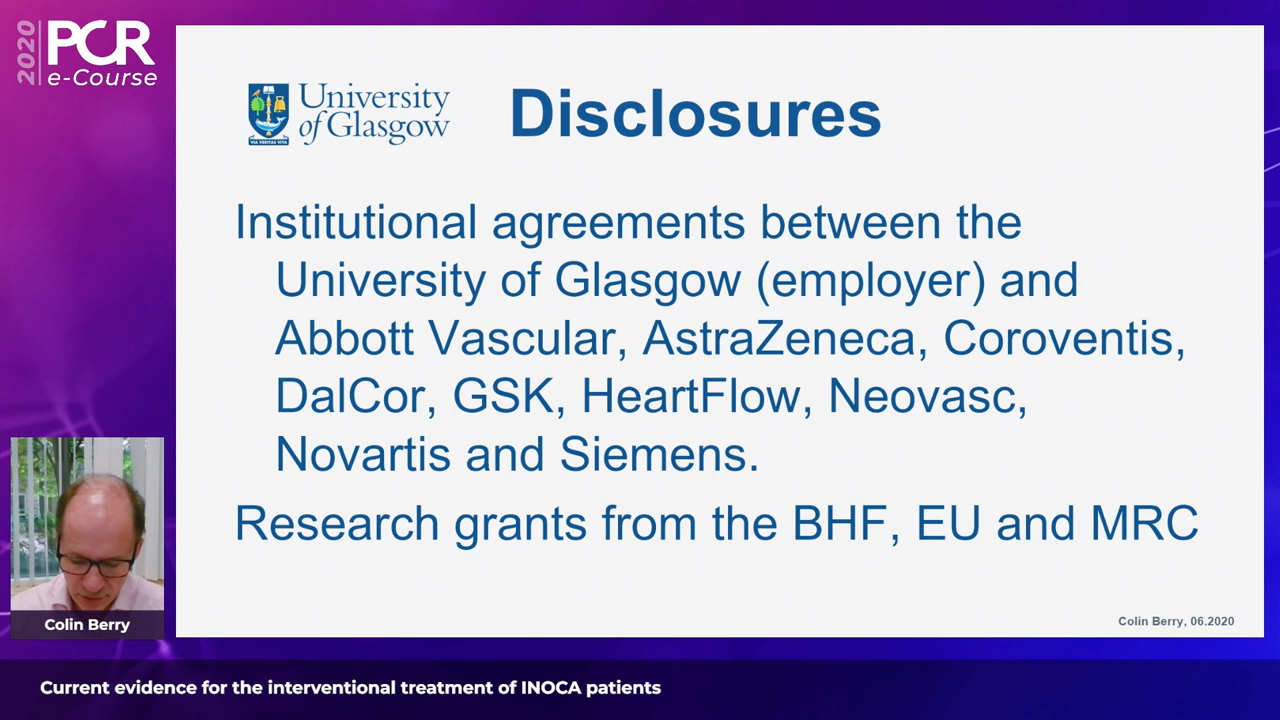 2020
PCR
e-Course
University
of Glasgow
VIA VERITAS VITA
Disclosures
Institutional agreements between the
University of Glasgow (employer) and
Abbott Vascular, AstraZeneca, Coroventis,
DalCor, GSK, HeartFlow, Neovasc,
Novartis and Siemens.
Research grants from the BHF, EU and MRC
Colin Berry, 06.2020
Colin Berry
Current evidence for the interventional treatment of INOCA patients